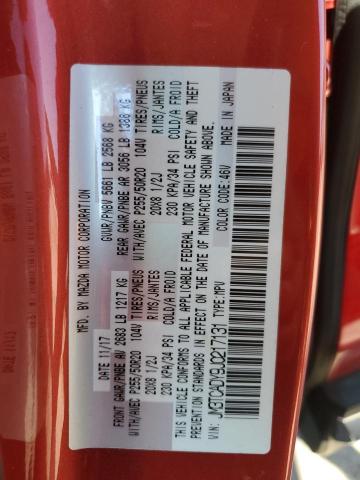 MFD. BY MAZDA MOTOR CORPORATION
DATE 11/17 GVWR/PNBV 5661 LB 2568 KG
FRONT GAWR/PNBE AV 2683 LB 1217 KG REAR GAWR/PNBE AR 3056 LB 1388 KG
WITH/AVEC P255/50R20 104V TIRES/PNEUS WITH/AVEC P255/50R20 104V TIRES/PNEUS
20X8 1/2J RIMS/JANTES 20X8 1/2J RIMS/JANTES
230 KPA/34 PSI COLD/A FROID 230 KPA/34 PSI COLD/A FROID
THIS VEHICLE CONFORMS TO ALL APPLICABLE FEDERAL MOTOR VEHICLE SAFETY AND THEFT
PREVENTION STANDARDS IN EFFECT ON THE DATE OF MANUFACTURE SHOWN ABOVE.
VIN: JM3TCADY9J0217131 TYPE:MPV COLOR CODE:46V MADE IN JAPAN